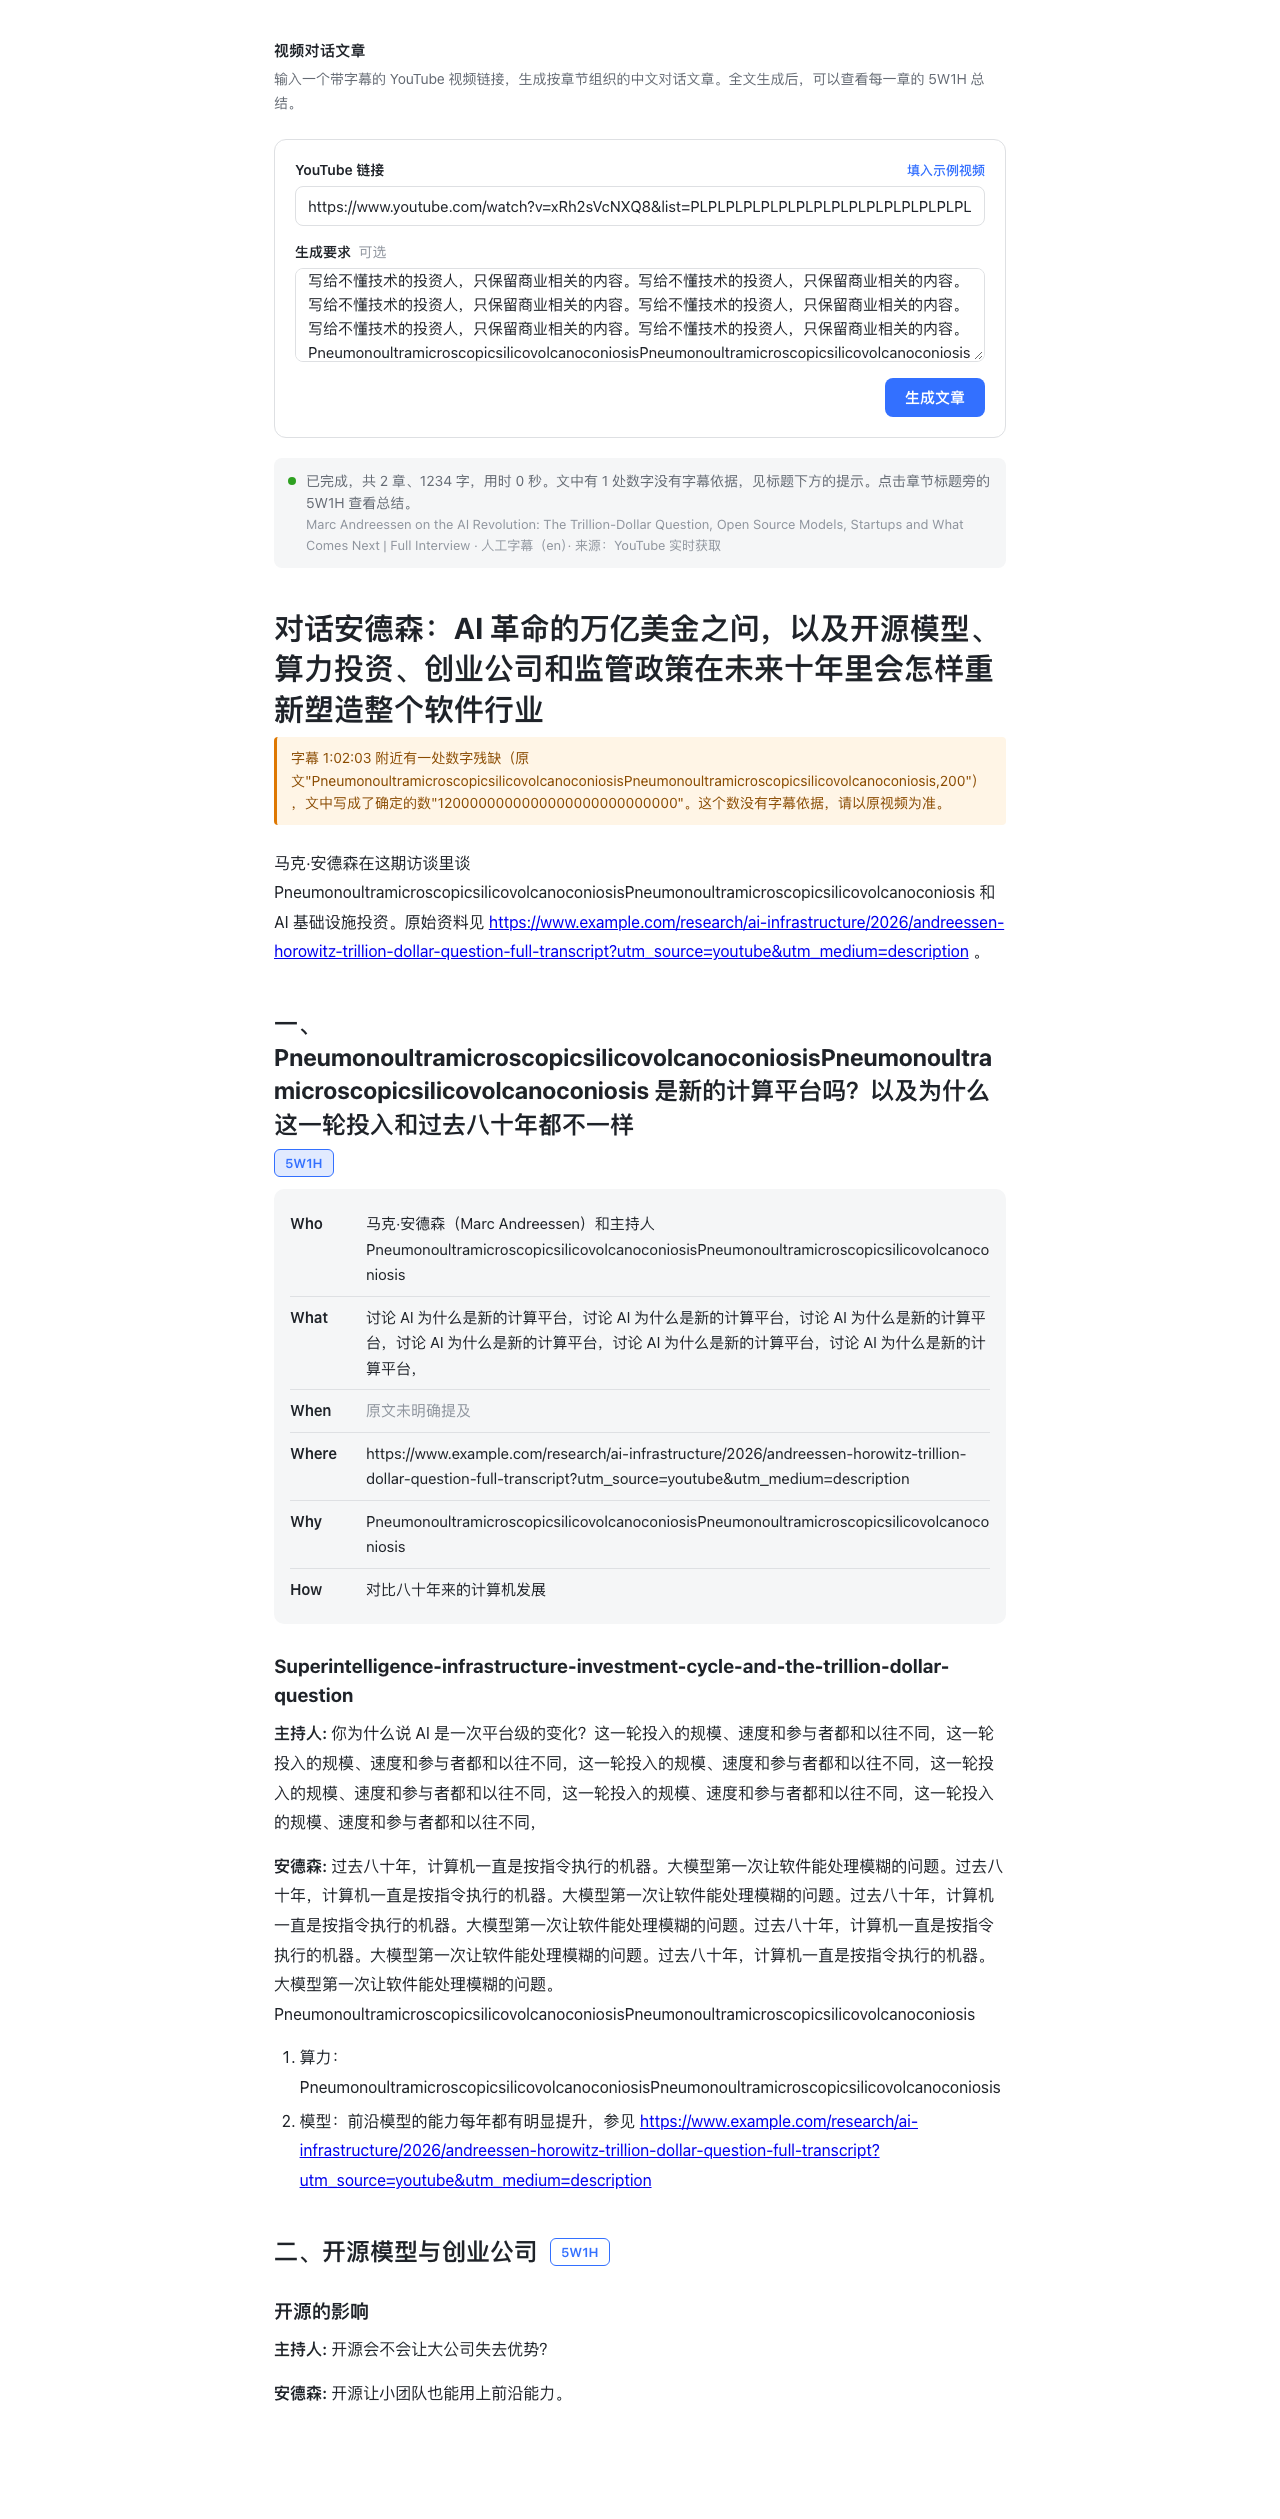 视频对话文章
输入一个带字幕的 YouTube 视频链接，生成按章节组织的中文对话文章。全文生成后，可以查看每一章的 5W1H 总
结。
YouTube 链接
填入示例视频
https://www.youtube.com/watch?v=xRh2sVcNXQ8&list=PLPLPLPLPLPLPLPLPLPLPLPLPLPLPLPL
生成要求 可选
写给不懂技术的投资人，只保留商业相关的内容。写给不懂技术的投资人，只保留商业相关的内容。
写给不懂技术的投资人，只保留商业相关的内容。写给不懂技术的投资人，只保留商业相关的内容。
写给不懂技术的投资人，只保留商业相关的内容。写给不懂技术的投资人，只保留商业相关的内容。
PneumonoultramicroscopicsilicovolcanoconiosisPneumonoultramicroscopicsilicovolcanoconiosis
生成文章
已完成，共 2 章、1234 字，用时 0 秒。文中有 1 处数字没有字幕依据，见标题下方的提示。点击章节标题旁的
5W1H 查看总结。
Marc Andreessen on the AI Revolution: The Trillion-Dollar Question, Open Source Models, Startups and What
Comes Next | Full Interview · 人工字幕（en）· 来源：YouTube 实时获取
对话安德森：AI 革命的万亿美金之问，以及开源模型、
算力投资、创业公司和监管政策在未来十年里会怎样重
新塑造整个软件行业
字幕 1:02:03 附近有一处数字残缺（原
文"PneumonoultramicroscopicsilicovolcanoconiosisPneumonoultramicroscopicsilicovolcanoconiosis,200"）
，文中写成了确定的数"1200000000000000000000000000"。这个数没有字幕依据，请以原视频为准。
马克·安德森在这期访谈里谈
PneumonoultramicroscopicsilicovolcanoconiosisPneumonoultramicroscopicsilicovolcanoconiosis 和
AI 基础设施投资。原始资料见 https://www.example.com/research/ai-infrastructure/2026/andreessen-
horowitz-trillion-dollar-question-full-transcript?utm_source=youtube&utm_medium=description 。
一、
PneumonoultramicroscopicsilicovolcanoconiosisPneumonoultra
microscopicsilicovolcanoconiosis 是新的计算平台吗？以及为什么
这一轮投入和过去八十年都不一样
5W1H
Who
马克·安德森（Marc Andreessen）和主持人
PneumonoultramicroscopicsilicovolcanoconiosisPneumonoultramicroscopicsilicovolcanoco
niosis
What
讨论 AI 为什么是新的计算平台，讨论 AI 为什么是新的计算平台，讨论 AI 为什么是新的计算平
台，讨论 AI 为什么是新的计算平台，讨论 AI 为什么是新的计算平台，讨论 AI 为什么是新的计
算平台，
When
原文未明确提及
Where
https://www.example.com/research/ai-infrastructure/2026/andreessen-horowitz-trillion-
dollar-question-full-transcript?utm_source=youtube&utm_medium=description
Why
PneumonoultramicroscopicsilicovolcanoconiosisPneumonoultramicroscopicsilicovolcanoco
niosis
How
对比八十年来的计算机发展
Superintelligence-infrastructure-investment-cycle-and-the-trillion-dollar-
question
主持人: 你为什么说 AI 是一次平台级的变化？这一轮投入的规模、速度和参与者都和以往不同，这一轮
投入的规模、速度和参与者都和以往不同，这一轮投入的规模、速度和参与者都和以往不同，这一轮投
入的规模、速度和参与者都和以往不同，这一轮投入的规模、速度和参与者都和以往不同，这一轮投入
的规模、速度和参与者都和以往不同，
安德森: 过去八十年，计算机一直是按指令执行的机器。大模型第一次让软件能处理模糊的问题。过去八
十年，计算机一直是按指令执行的机器。大模型第一次让软件能处理模糊的问题。过去八十年，计算机
一直是按指令执行的机器。大模型第一次让软件能处理模糊的问题。过去八十年，计算机一直是按指令
执行的机器。大模型第一次让软件能处理模糊的问题。过去八十年，计算机一直是按指令执行的机器。
大模型第一次让软件能处理模糊的问题。
PneumonoultramicroscopicsilicovolcanoconiosisPneumonoultramicroscopicsilicovolcanoconiosis
1. 算力：
PneumonoultramicroscopicsilicovolcanoconiosisPneumonoultramicroscopicsilicovolcanoconiosis
2. 模型：前沿模型的能力每年都有明显提升，参见 https://www.example.com/research/ai-
infrastructure/2026/andreessen-horowitz-trillion-dollar-question-full-transcript?
utm_source=youtube&utm_medium=description
二、开源模型与创业公司
5W1H
开源的影响
主持人: 开源会不会让大公司失去优势？
安德森: 开源让小团队也能用上前沿能力。